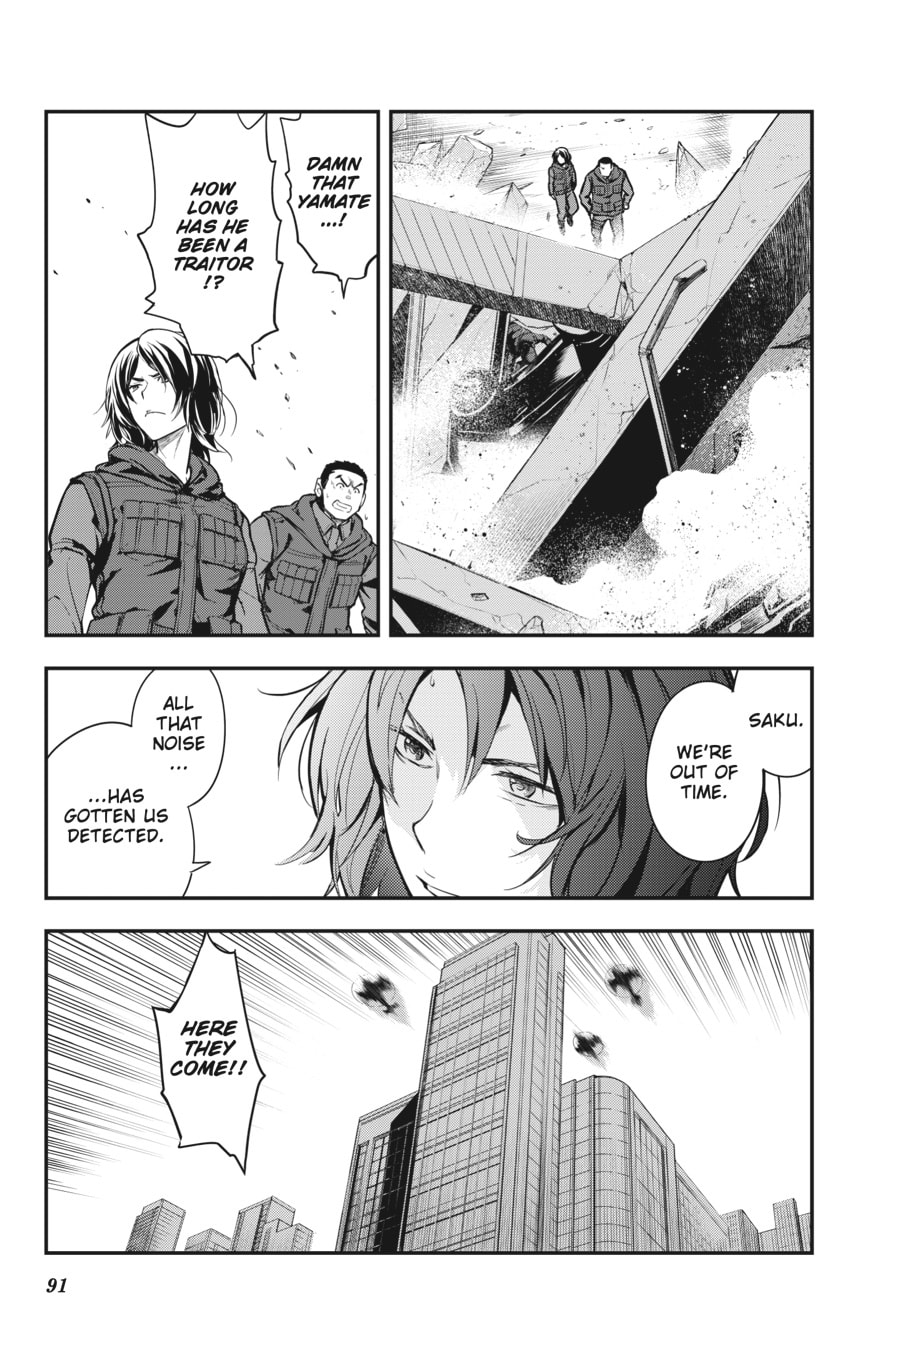 DAMN
THAT
YAMATE
...!
HOW
LONG
HAS HE
BEEN A
TRAITOR
!?
SAKU.
WE'RE
OUT OF
TIME.
ALL
THAT
NOISE
...
...HAS
GOTTEN US
DETECTED.
HERE
THEY
COME!!
91